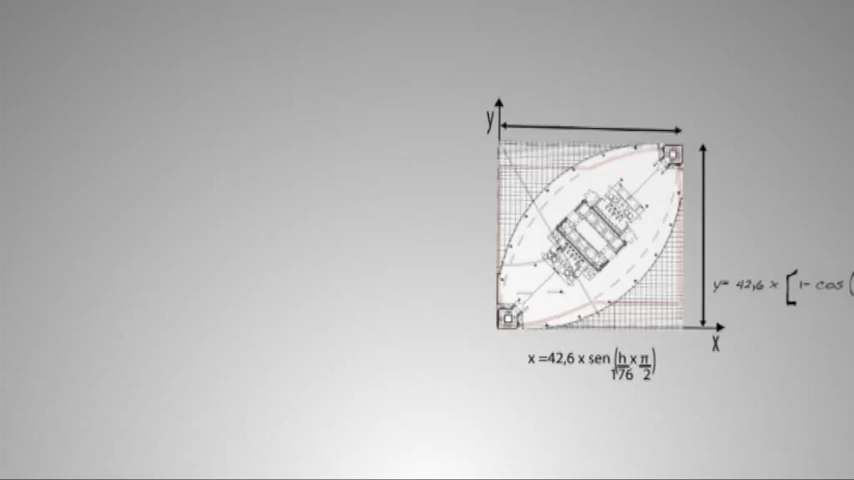 y
y= 42,6 x [1- cos (
x
x =42,6 x sen (h x π)
176 2